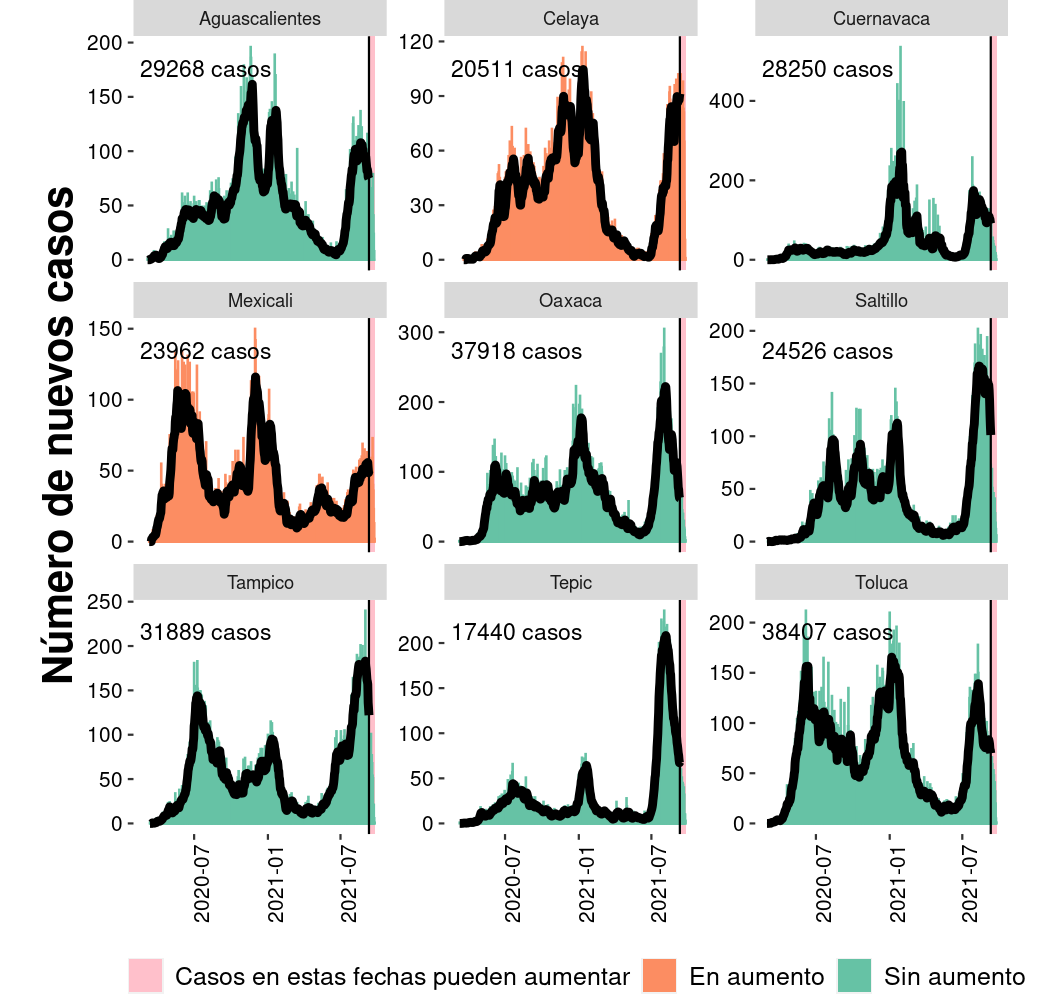 Número de nuevos casos
Aguascalientes
Celaya
Cuernavaca
200
150
100
50
0
29268 casos
120
90
60
30
0
20511 casos
400
200
0
28250 casos
Mexicali
Oaxaca
Saltillo
150
100
50
0
23962 casos
300
200
100
0
37918 casos
200
150
100
50
0
24526 casos
Tampico
Tepic
Toluca
250
200
150
100
50
0
31889 casos
200
150
100
50
0
17440 casos
200
150
100
50
0
38407 casos
2020-07
2021-01
2021-07
2020-07
2021-01
2021-07
2020-07
2021-01
2021-07
Casos en estas fechas pueden aumentar
En aumento
Sin aumento